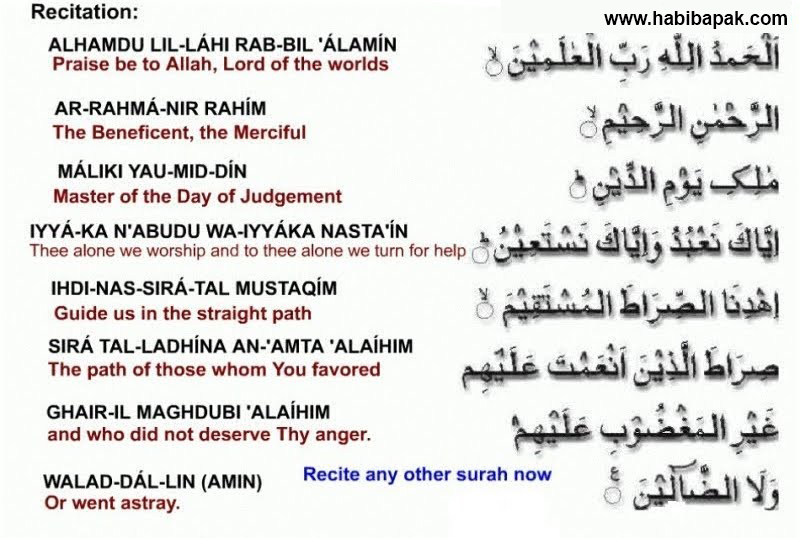 Recitation:
www.habibapak.com
ALHAMDU LIL-LÁHI RAB-BIL 'ÁLAMÍN
Praise be to Allah, Lord of the worlds
اَلْحَمْدُ لِلّٰهِ رَبِّ الْعٰلَمِيْنَ ۙ
AR-RAHMÁ-NIR RAHÍM
The Beneficent, the Merciful
الرَّحْمٰنِ الرَّحِيْمِ ۙ
MÁLIKI YAU-MID-DÍN
Master of the Day of Judgement
مٰلِكِ يَوْمِ الدِّيْنِ ؕ
IYYÁ-KA N'ABUDU WA-IYYÁKA NASTA'ÍN
Thee alone we worship and to thee alone we turn for help
اِيَّاكَ نَعْبُدُ وَاِيَّاكَ نَسْتَعِيْنُ ؕ
IHDI-NAS-SIRÁ-TAL MUSTAQÍM
Guide us in the straight path
اِهْدِنَا الصِّرَاطَ الْمُسْتَقِيْمَ ۙ
SIRÁ TAL-LADHÍNA AN-'AMTA 'ALAÍHIM
The path of those whom You favored
صِرَاطَ الَّذِيْنَ اَنْعَمْتَ عَلَيْهِم
GHAIR-IL MAGHDUBI 'ALAÍHIM
and who did not deserve Thy anger.
غَيْرِ الْمَغْضُوْبِ عَلَيْهِمْ
WALAD-DÁL-LIN (AMIN)
Or went astray.
Recite any other surah now
وَلَا الضَّآلِّيْنَ ۧ